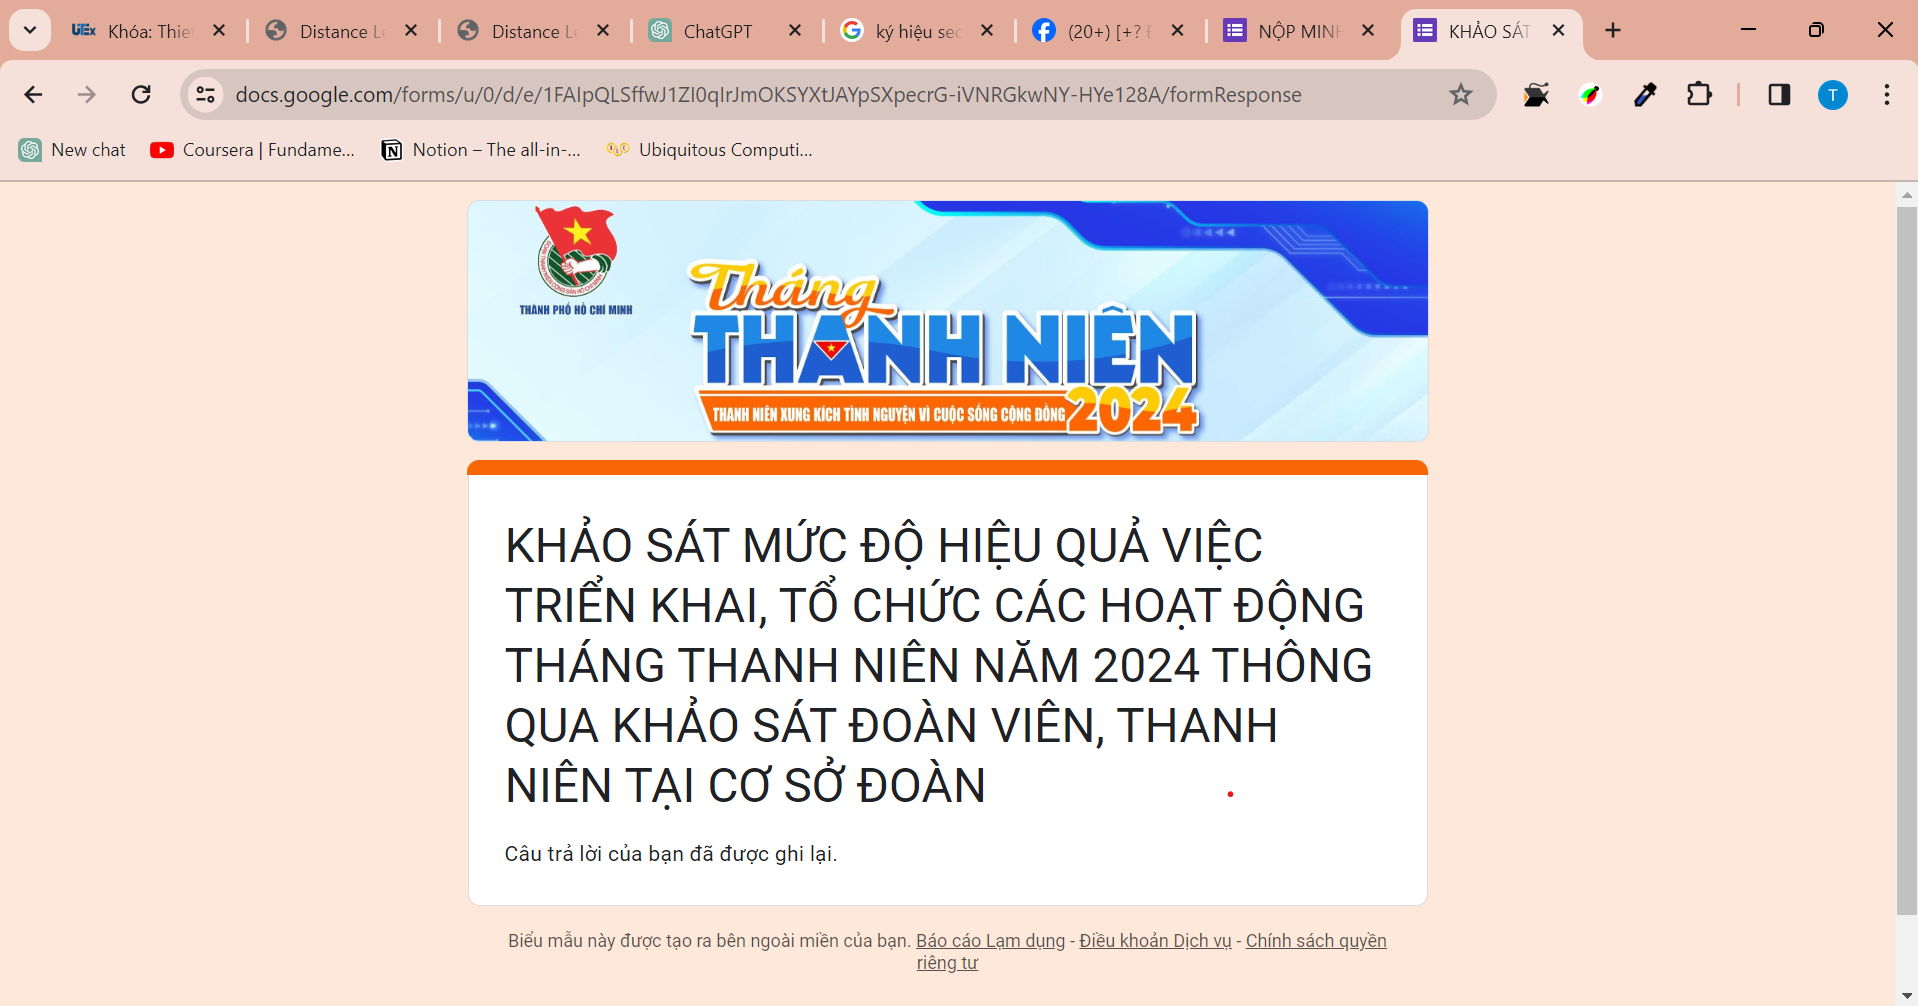 Khóa: Thiết
Distance Le
Distance Le
ChatGPT
ký hiệu sec
(20+) [+?
NỘP MINH
KHẢO SÁT
docs.google.com/forms/u/0/d/e/1FAIpQLSffwJ1ZI0qIrJmOKSYXtJAYpSXpecrG-iVNRGkwNY-HYe128A/formResponse
T
New chat
Coursera | Fundame...
Notion – The all-in-...
Ubiquitous Computi...
THÀNH PHỐ HỒ CHÍ MINH
Tháng
THANH NIÊN
2024
THANH NIÊN XUNG KÍCH TÌNH NGUYỆN VÌ CUỘC SỐNG CỘNG ĐỒNG
KHẢO SÁT MỨC ĐỘ HIỆU QUẢ VIỆC
TRIỂN KHAI, TỔ CHỨC CÁC HOẠT ĐỘNG
THÁNG THANH NIÊN NĂM 2024 THÔNG
QUA KHẢO SÁT ĐOÀN VIÊN, THANH
NIÊN TẠI CƠ SỞ ĐOÀN
Câu trả lời của bạn đã được ghi lại.
Biểu mẫu này được tạo ra bên ngoài miền của bạn. Báo cáo Lạm dụng - Điều khoản Dịch vụ - Chính sách quyền
riêng tư